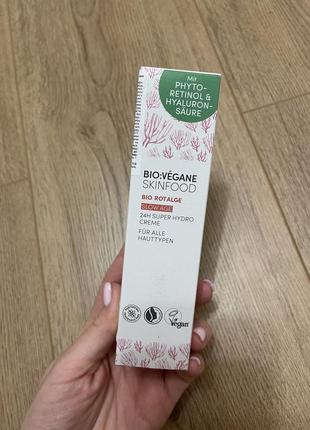 Mit
PHYTO-
RETINOL &
HYALURON-
SÄURE
BIO:VÉGANE
SKINFOOD
BIO ROTALGE
SLOW AGE
24H SUPER HYDRO
CREME
FÜR ALLE
HAUTTYPEN
Vegan